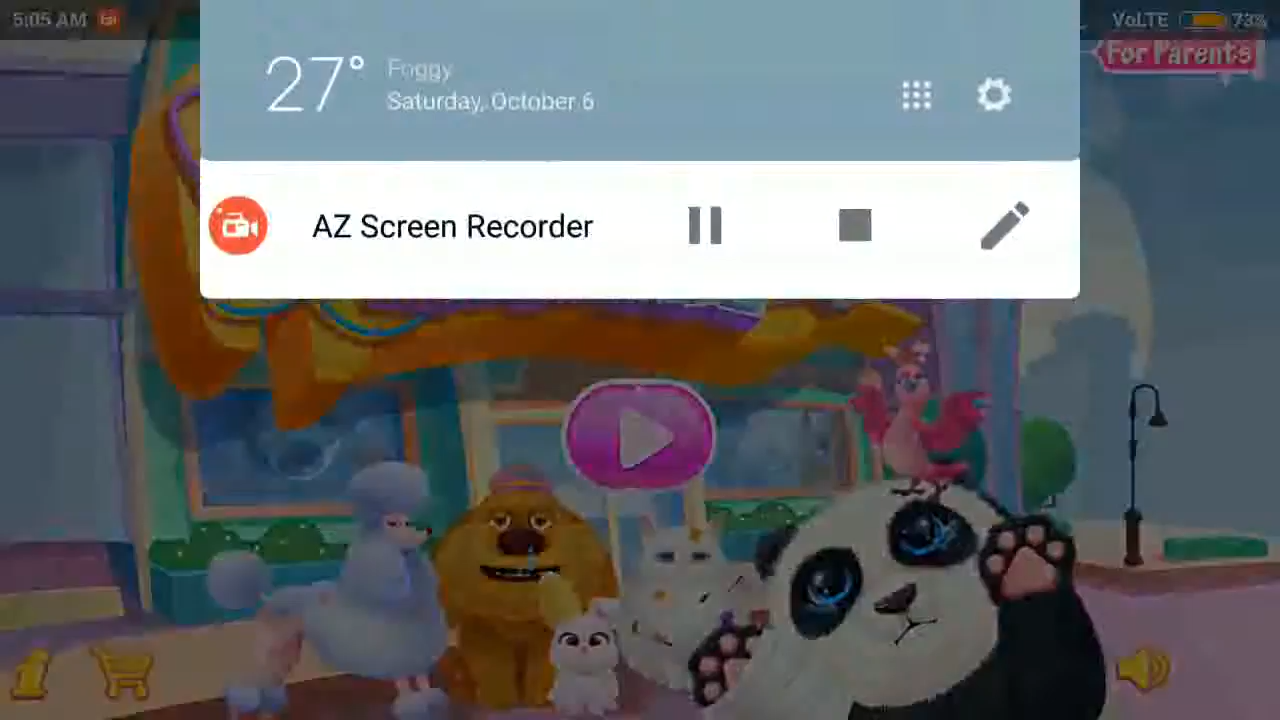 5:05 AM
VoLTE 73%
For Parents
27°
Foggy
Saturday, October 6
AZ Screen Recorder